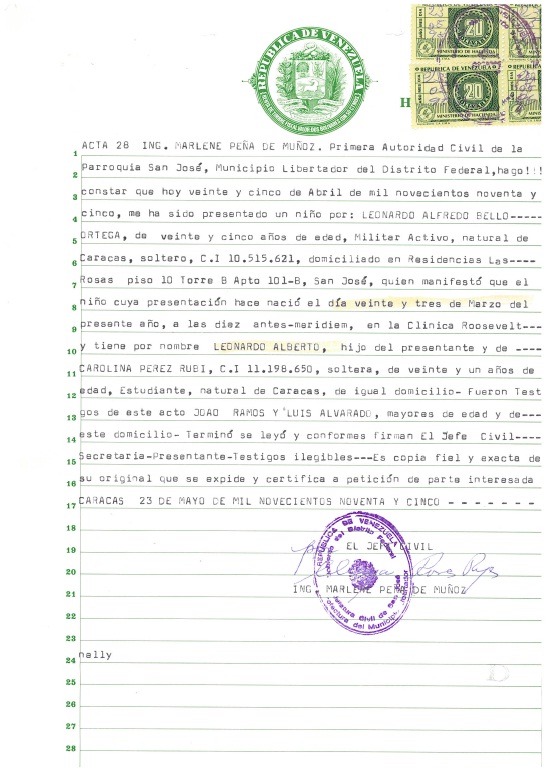 REPUBLICA DE VENEZUELA
H
20
MINISTERIO DE HACIENDA
REPUBLICA DE VENEZUELA
20
MINISTERIO DE HACIENDA
1 ACTA 28 ING. MARLENE PEÑA DE MUÑOZ. Primera Autoridad Civil de la
2 Parroquia San José, Municipio Libertador del Distrito Federal,hago!!!
3 constar que hoy veinte y cinco de Abril de mil novecientos noventa y
4 cinco, me ha sido presentado un niño por: LEONARDO ALFREDO BELLO-----
5 ORTEGA, de veinte y cinco años de edad, Militar Activo, natural de
6 Caracas, soltero, C.I 10.515.621, domiciliado en Residencias Las----
7 Rosas piso 10 Torre B Apto 101-B, San José, quien manifestó que el
8 niño cuya presentación hace nació el día veinte y tres de Marzo del
9 presente año, a las diez antes-meridiem, en la Clinica Roosevelt---
10 y tiene por nombre LEONARDO ALBERTO, hijo del presentante y de ----
11 CAROLINA PEREZ RUBI, C.I 11.198.650, soltera, de veinte y un años de
12 edad, Estudiante, natural de Caracas, de igual domicilio- Fueron Test
13 gos de este acto JOAO RAMOS Y LUIS ALVARADO, mayores de edad y de---
14 este domicilio- Terminó se leyó y conformes firman El Jefe Civil----
15 Secretaria-Presentante-Testigos ilegibles---Es copia fiel y exacta de
16 su original que se expide y certifica a petición de parte interesada
17 CARACAS 23 DE MAYO DE MIL NOVECIENTOS NOVENTA Y CINCO - - - - - - -
18
19 EL JEFE CIVIL
20
21 ING MARLENE PEÑA DE MUÑOZ
22
23
24 nelly
25
26
27
28
REPUBLICA DE VENEZUELA
Jefatura Civil de San José